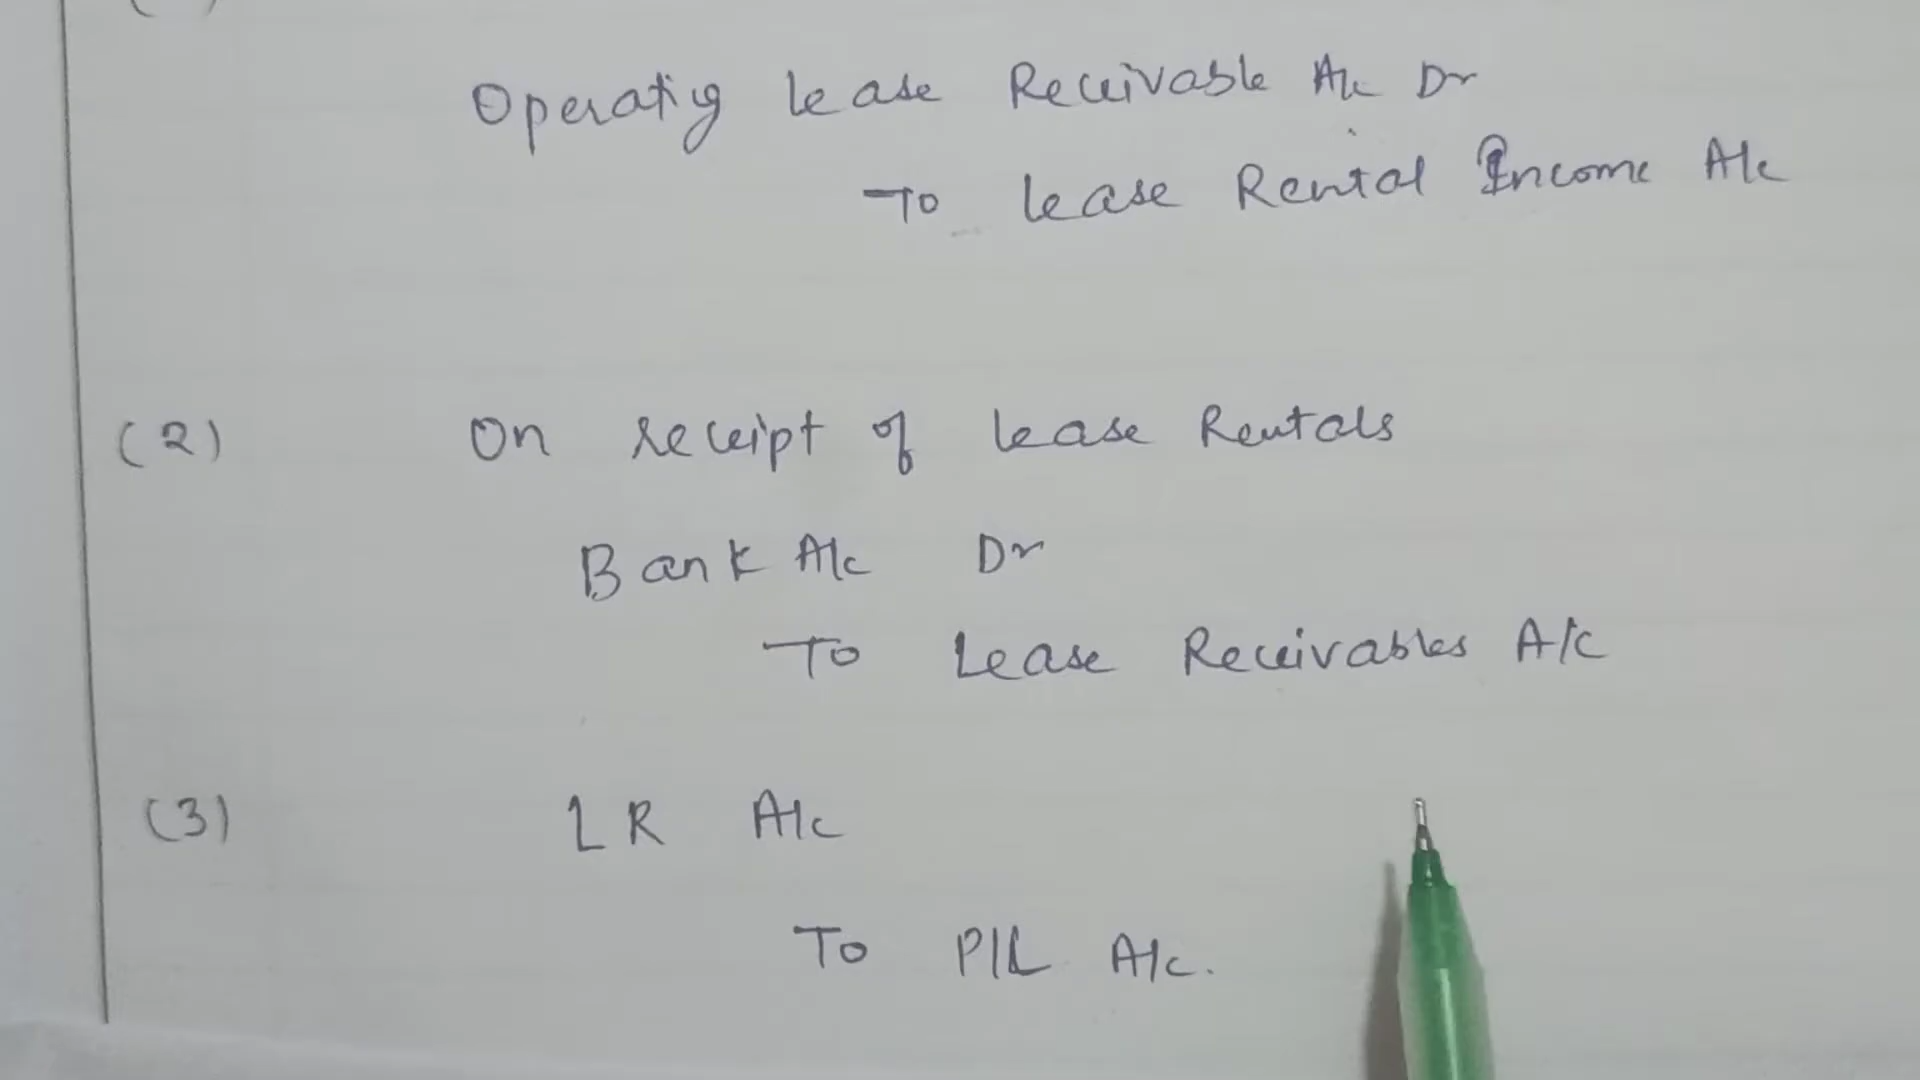 Operating lease Receivable A/c Dr
To lease Rental Income A/c
(2) On receipt of lease Rentals
Bank A/c Dr
To Lease Receivables A/c
(3) LR A/c
To P/L A/c.